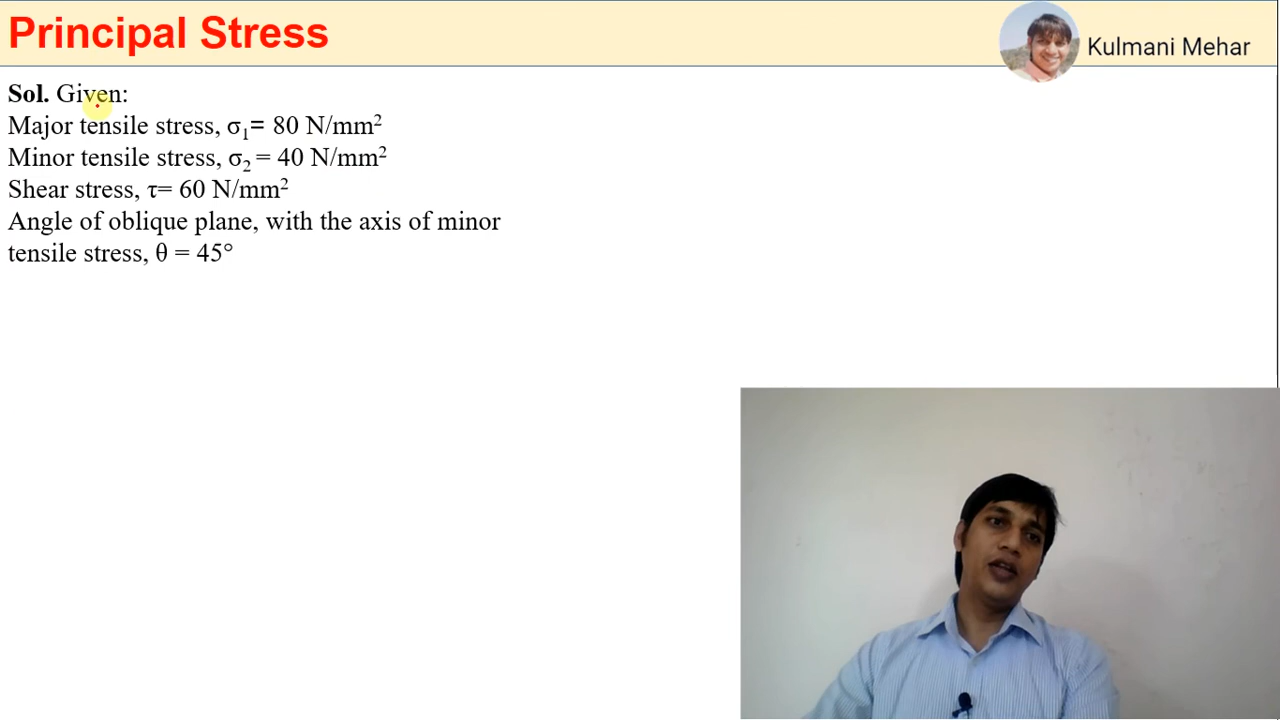 Principal Stress
Kulmani Mehar
Sol. Given:
Major tensile stress, σ₁= 80 N/mm²
Minor tensile stress, σ₂ = 40 N/mm²
Shear stress, τ= 60 N/mm²
Angle of oblique plane, with the axis of minor
tensile stress, θ = 45°